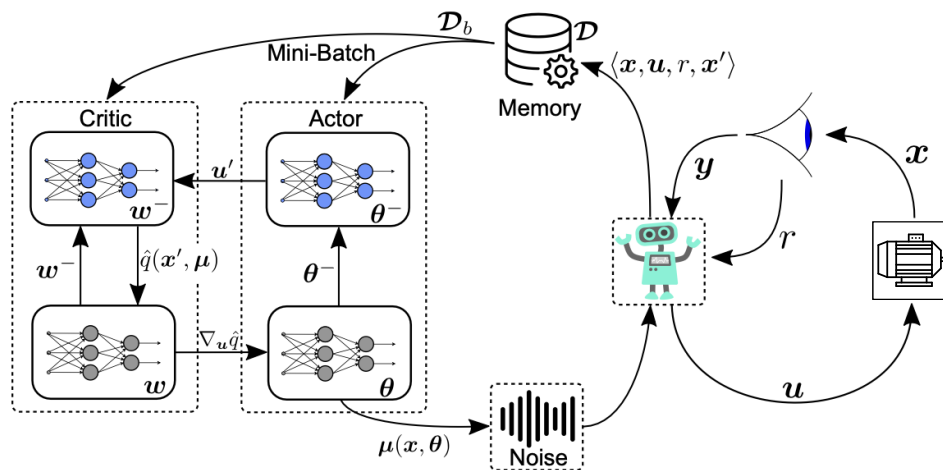 𝓓_b
𝓓
Mini-Batch
⟨x, u, r, x′⟩
Memory
Critic
Actor
y
x
u′
w⁻
θ⁻
r
w⁻
q̂(x′, μ)
θ⁻
∇_u q̂
w
θ
u
μ(x, θ)
Noise